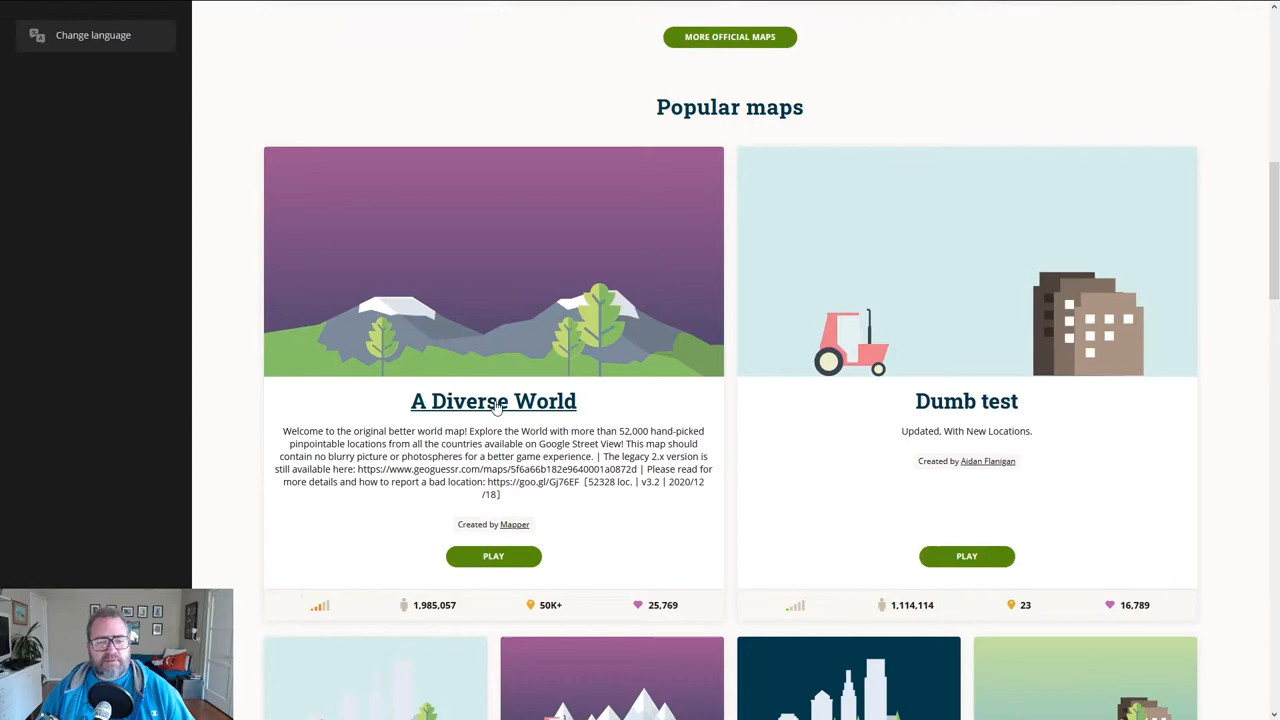 Change language
MORE OFFICIAL MAPS
Popular maps
A Diverse World
Welcome to the original better world map! Explore the World with more than 52,000 hand-picked
pinpointable locations from all the countries available on Google Street View! This map should
contain no blurry picture or photospheres for a better game experience. | The legacy 2.x version is
still available here: https://www.geoguessr.com/maps/5f6a66b182e9640001a0872d | Please read for
more details and how to report a bad location: https://goo.gl/Gj76EF [52328 loc. | v3.2 | 2020/12
/18]
Created by Mapper
PLAY
1,985,057 50K+ 25,769
Dumb test
Updated, With New Locations.
Created by Aidan Flanigan
PLAY
1,114,114 23 16,789